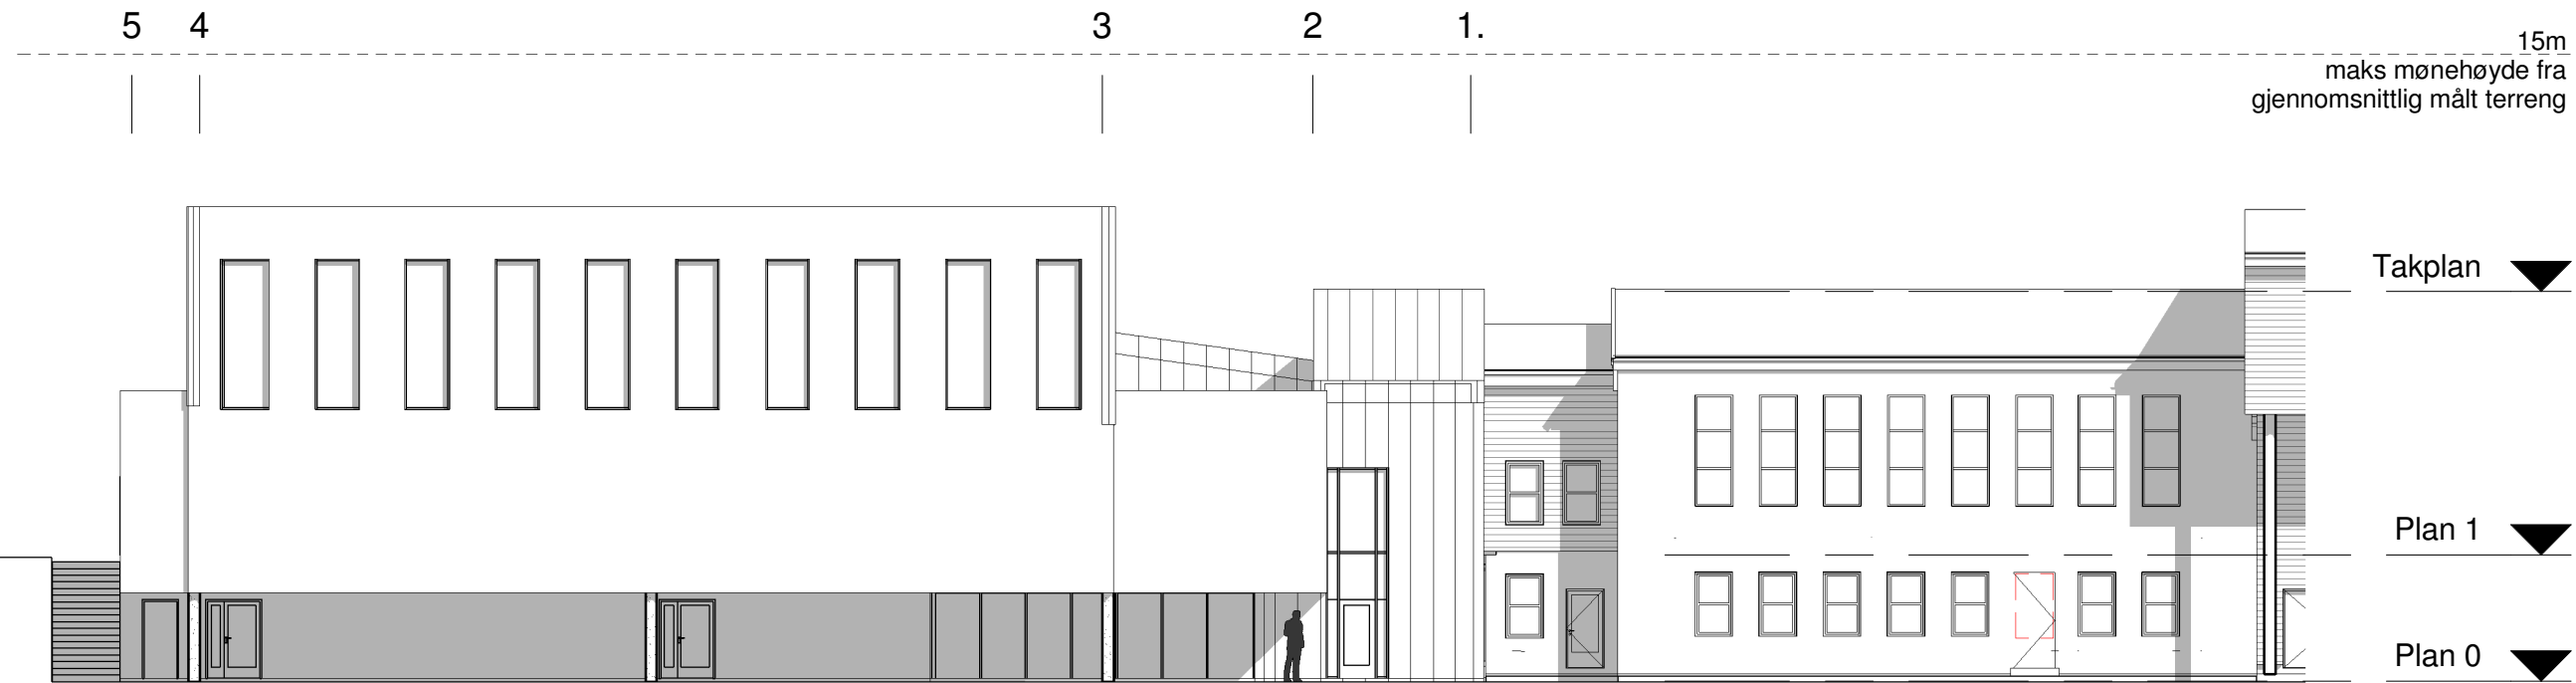 5 4 3 2 1.
15m
maks mønehøyde fra
gjennomsnittlig målt terreng
Takplan
Plan 1
Plan 0